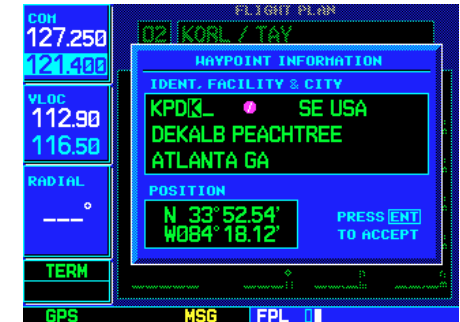 COM
127.250
121.400
VLOC
112.90
116.50
RADIAL
___°
TERM
GPS
FLIGHT PLAN
02 KORL / TAY
WAYPOINT INFORMATION
IDENT, FACILITY & CITY
KPDK_ SE USA
DEKALB PEACHTREE
ATLANTA GA
POSITION
N 33°52.54'
W084°18.12'
PRESS ENT
TO ACCEPT
MSG
FPL